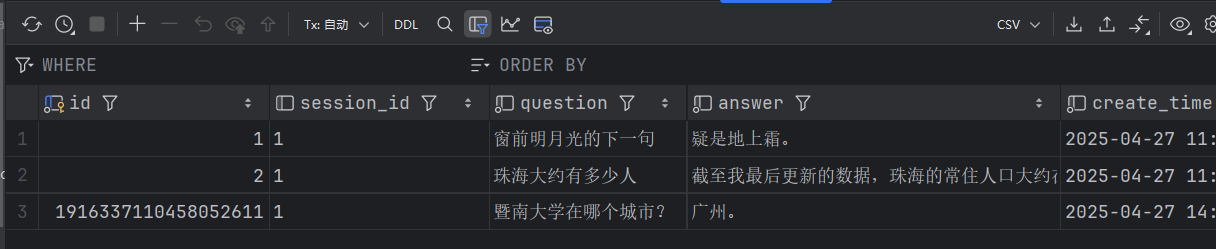 Tx: 自动 DDL CSV
WHERE ORDER BY
id session_id question answer create_time
1 1 1 窗前明月光的下一句 疑是地上霜。 2025-04-27 11:
2 2 1 珠海大约有多少人 截至我最后更新的数据，珠海的常住人口大约 2025-04-27 11:
3 1916337110458052611 1 暨南大学在哪个城市？ 广州。 2025-04-27 14: